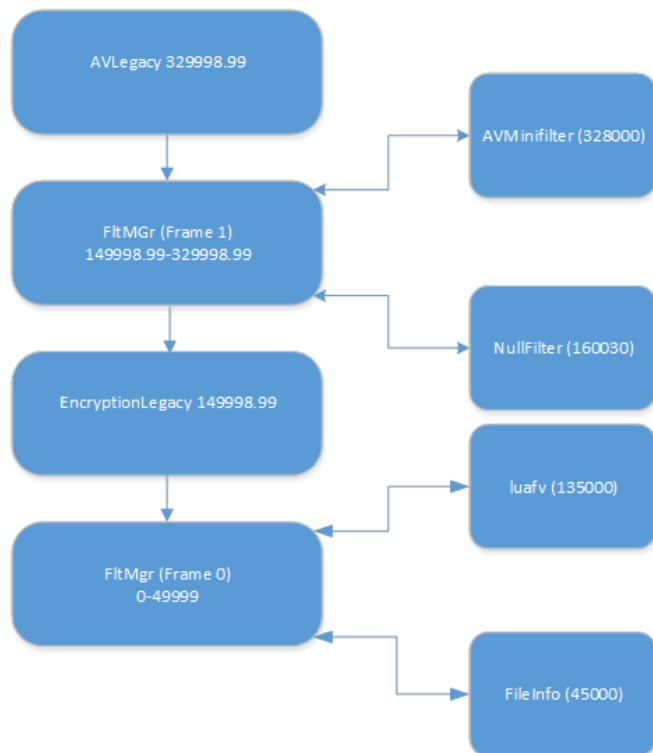 AVLegacy 329998.99
AVMinifilter (328000)
FltMGr (Frame 1)
149998.99-329998.99
NullFilter (160030)
EncryptionLegacy 149998.99
luafv (135000)
FltMgr (Frame 0)
0-49999
FileInfo (45000)